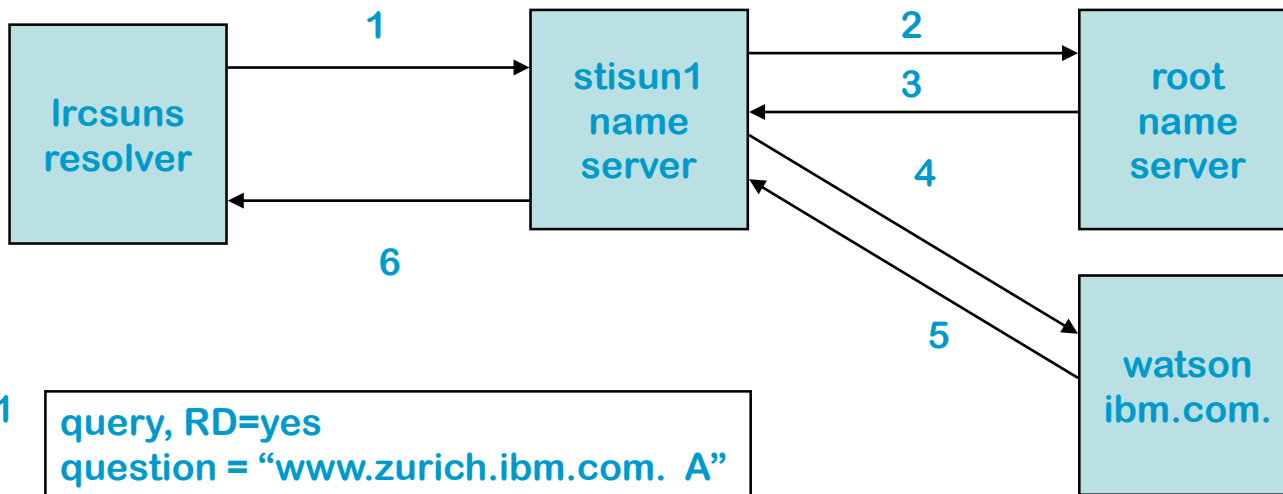 1
2
3
4
5
6
lrcsuns
resolver
stisun1
name
server
root
name
server
watson
ibm.com.
1
query, RD=yes
question = “www.zurich.ibm.com. A”